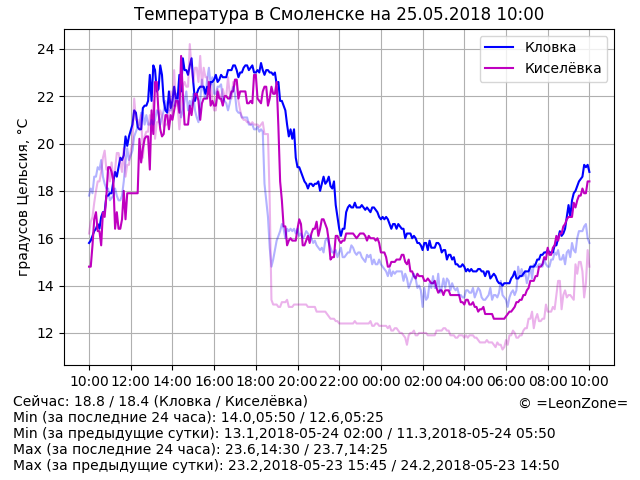 Температура в Смоленске на 25.05.2018 10:00
Кловка
Киселёвка
градусов Цельсия, °C
24
22
20
18
16
14
12
10:00 12:00 14:00 16:00 18:00 20:00 22:00 00:00 02:00 04:00 06:00 08:00 10:00
Сейчас: 18.8 / 18.4 (Кловка / Киселёвка)
© =LeonZone=
Min (за последние 24 часа): 14.0,05:50 / 12.6,05:25
Min (за предыдущие сутки): 13.1,2018-05-24 02:00 / 11.3,2018-05-24 05:50
Max (за последние 24 часа): 23.6,14:30 / 23.7,14:25
Max (за предыдущие сутки): 23.2,2018-05-23 15:45 / 24.2,2018-05-23 14:50